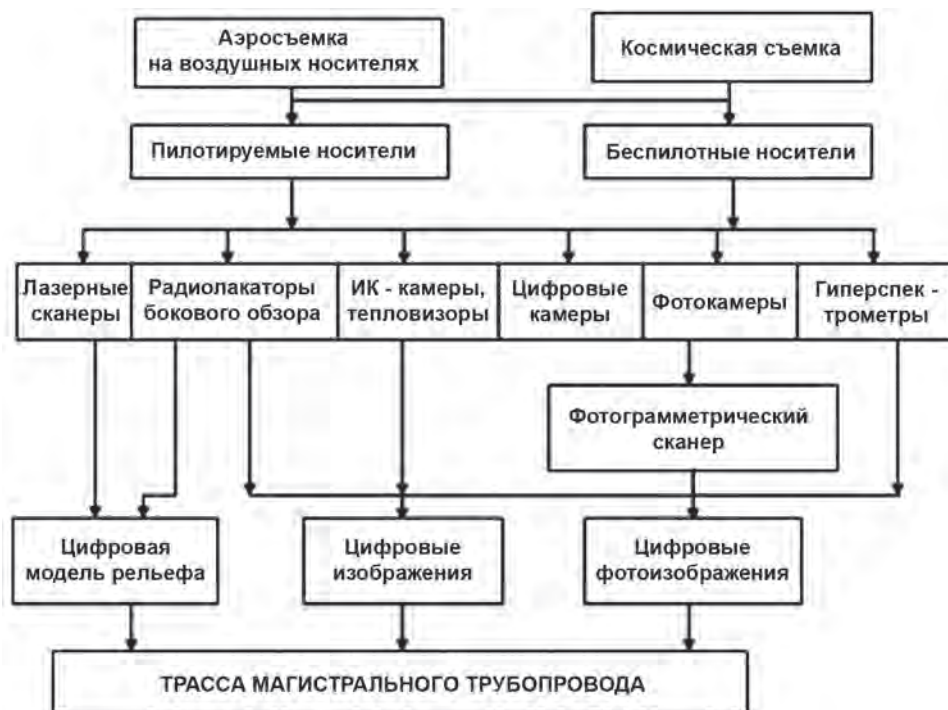 Аэросъемка
на воздушных носителях
Космическая съемка
Пилотируемые носители
Беспилотные носители
Лазерные
сканеры
Радиолакаторы
бокового обзора
ИК - камеры,
тепловизоры
Цифровые
камеры
Фотокамеры
Гиперспек -
трометры
Фотограмметрический
сканер
Цифровая
модель рельефа
Цифровые
изображения
Цифровые
фотоизображения
ТРАССА МАГИСТРАЛЬНОГО ТРУБОПРОВОДА